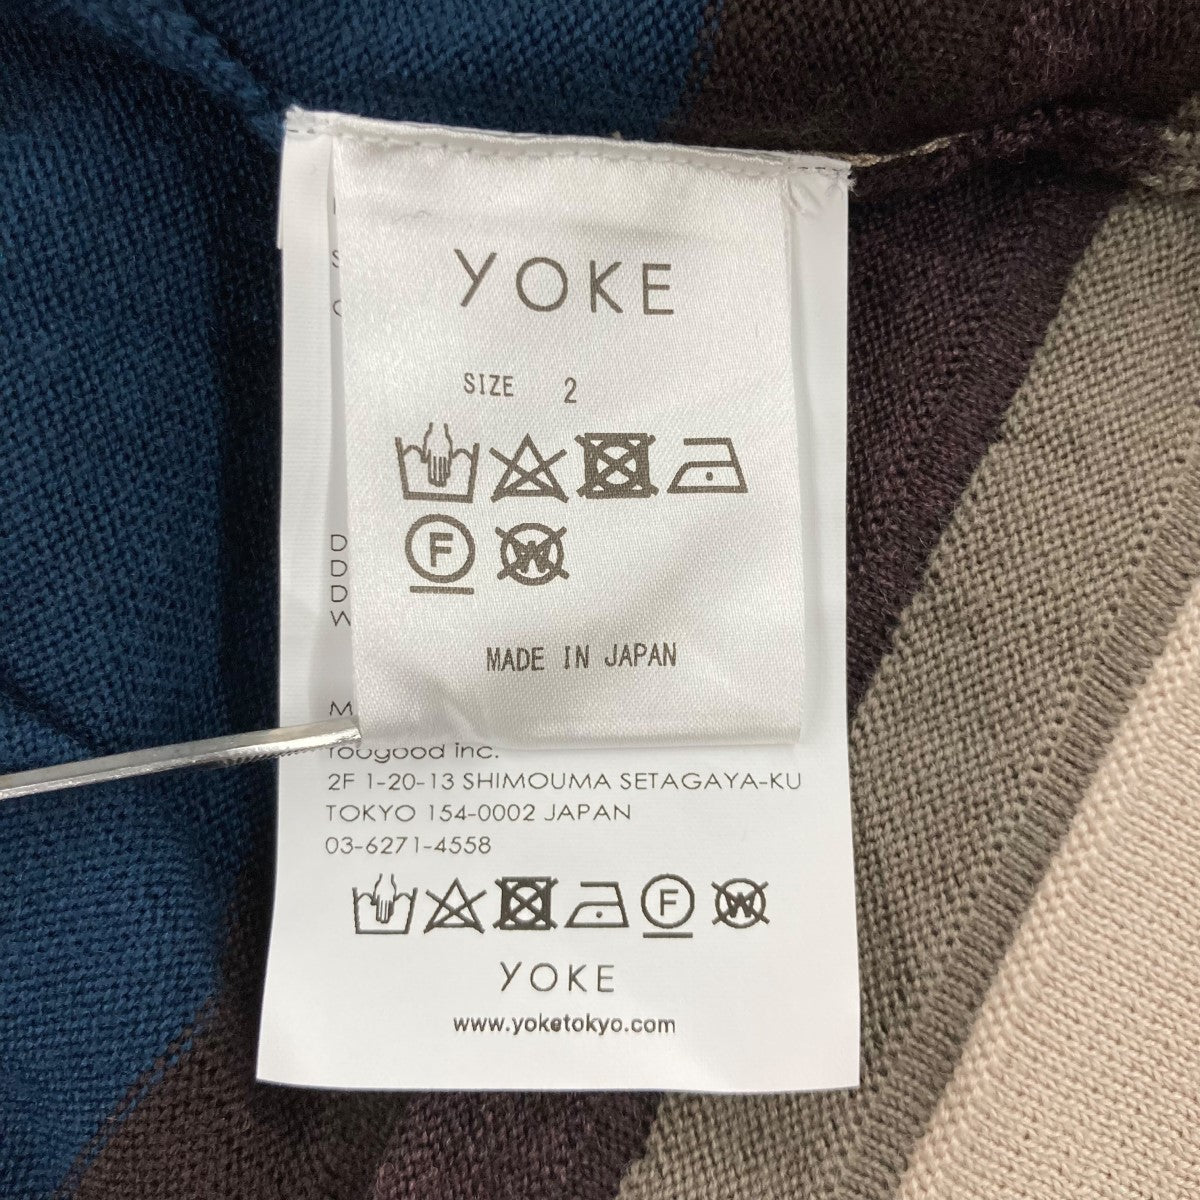 YOKE
SIZE 2
F W
MADE IN JAPAN
inc.
2F 1-20-13 SHIMOUMA SETAGAYA-KU
TOKYO 154-0002 JAPAN
03-6271-4558
F W
YOKE
www.yoketokyo.com